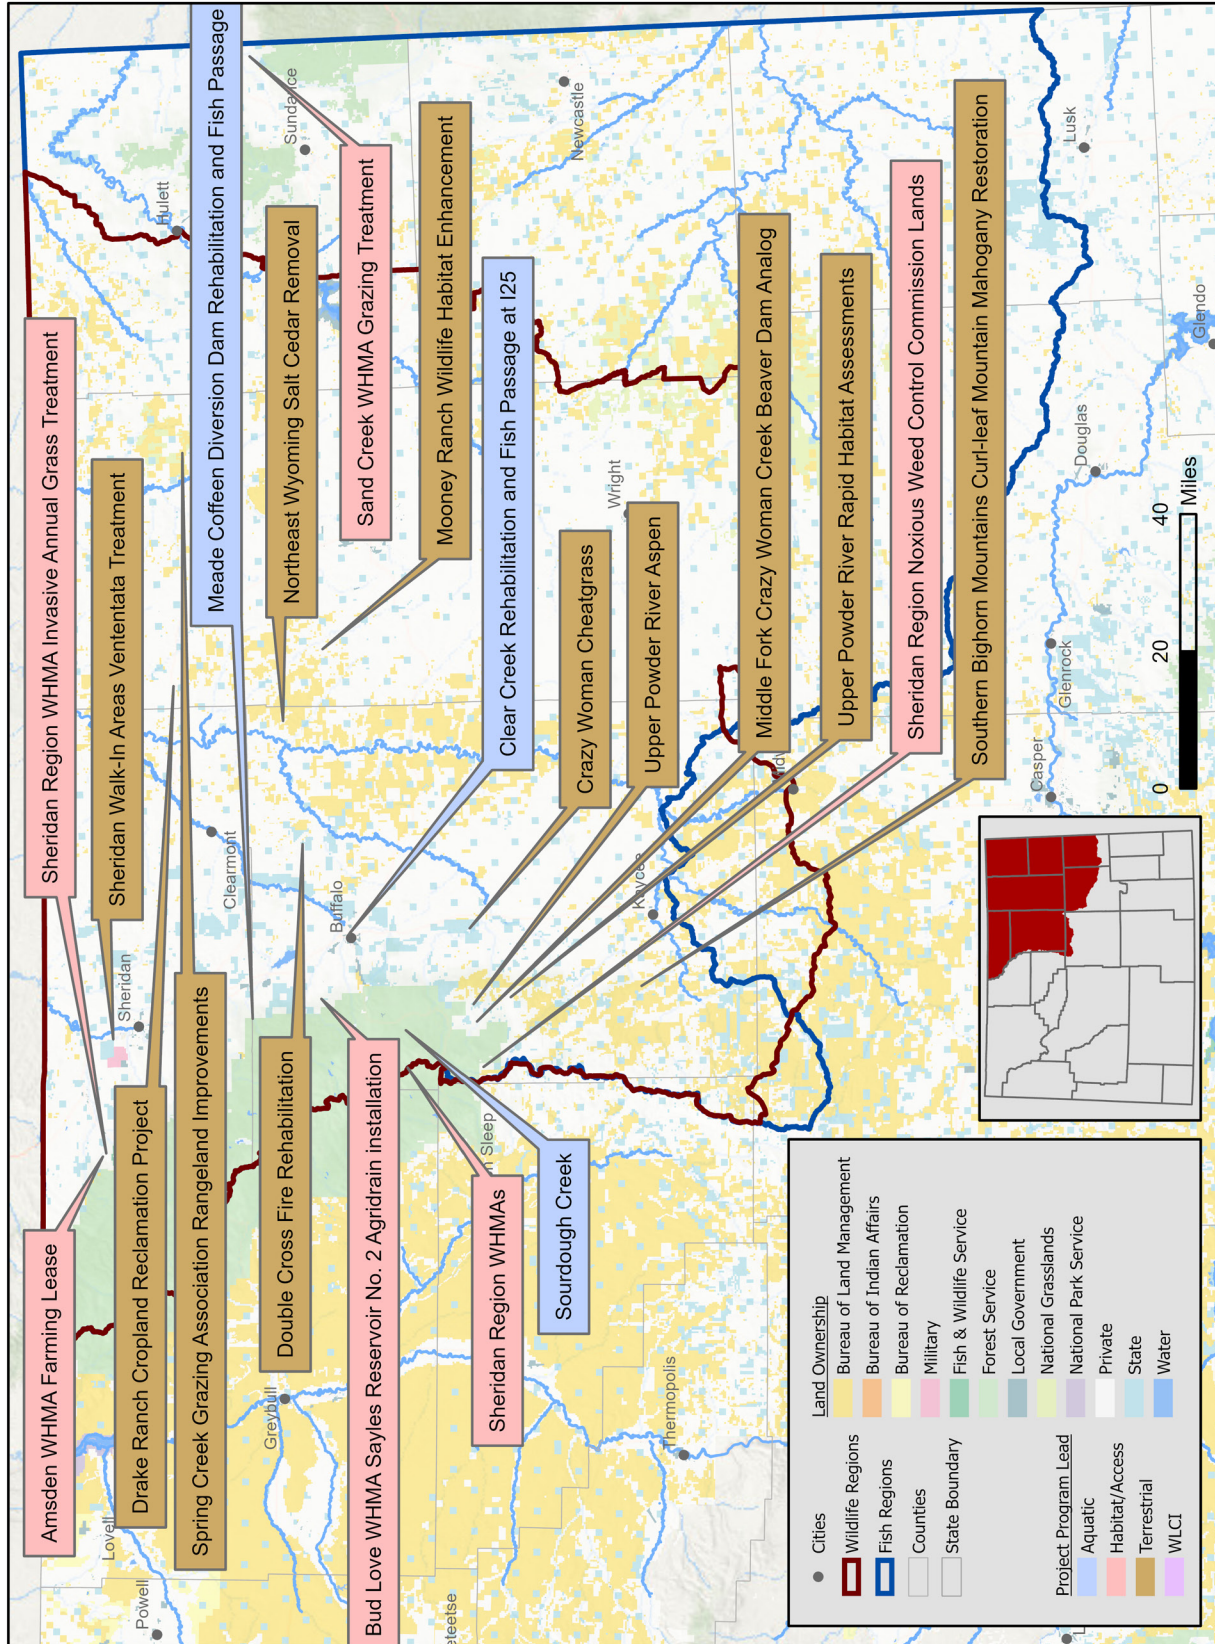 Amsden WHMA Farming Lease
Sheridan Region WHMA Invasive Annual Grass Treatment
Drake Ranch Cropland Reclamation Project
Sheridan Walk-In Areas Ventenata Treatment
Spring Creek Grazing Association Rangeland Improvements
Meade Coffeen Diversion Dam Rehabilitation and Fish Passage
Double Cross Fire Rehabilitation
Northeast Wyoming Salt Cedar Removal
Bud Love WHMA Sayles Reservoir No. 2 Agridrain installation
Sand Creek WHMA Grazing Treatment
Mooney Ranch Wildlife Habitat Enhancement
Sheridan Region WHMAs
Clear Creek Rehabilitation and Fish Passage at I25
Sourdough Creek
Crazy Woman Cheatgrass
Upper Powder River Aspen
Middle Fork Crazy Woman Creek Beaver Dam Analog
Upper Powder River Rapid Habitat Assessments
Sheridan Region Noxious Weed Control Commission Lands
Southern Bighorn Mountains Curl-leaf Mountain Mahogany Restoration
Powell
Lovell
Sheridan
Hulett
Clearmont
Greybull
Buffalo
Sundance
eteetse
n Sleep
Newcastle
Thermopolis
Kaycee
Wright
Casper
Glenrock
Douglas
Lusk
Glendo
Cities
Wildlife Regions
Fish Regions
Counties
State Boundary
Project Program Lead
Aquatic
Habitat/Access
Terrestrial
WLCI
Land Ownership
Bureau of Land Management
Bureau of Indian Affairs
Bureau of Reclamation
Military
Fish & Wildlife Service
Forest Service
Local Government
National Grasslands
National Park Service
Private
State
Water
0 20 40
Miles